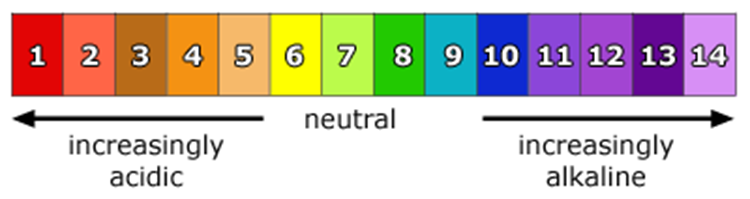 1 2 3 4 5 6 7 8 9 10 11 12 13 14
neutral
increasingly
acidic
increasingly
alkaline